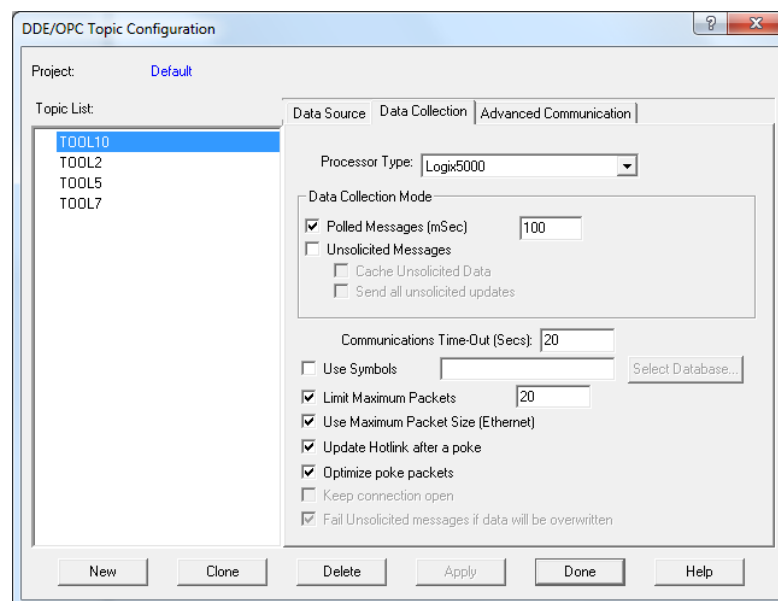 DDE/OPC Topic Configuration
Project: Default
Topic List:
TOOL10
TOOL2
TOOL5
TOOL7
Data Source Data Collection Advanced Communication
Processor Type: Logix5000
Data Collection Mode
Polled Messages (mSec) 100
Unsolicited Messages
Cache Unsolicited Data
Send all unsolicited updates
Communications Time-Out (Secs): 20
Use Symbols Select Database...
Limit Maximum Packets 20
Use Maximum Packet Size (Ethernet)
Update Hotlink after a poke
Optimize poke packets
Keep connection open
Fail Unsolicited messages if data will be overwritten
New Clone Delete Apply Done Help